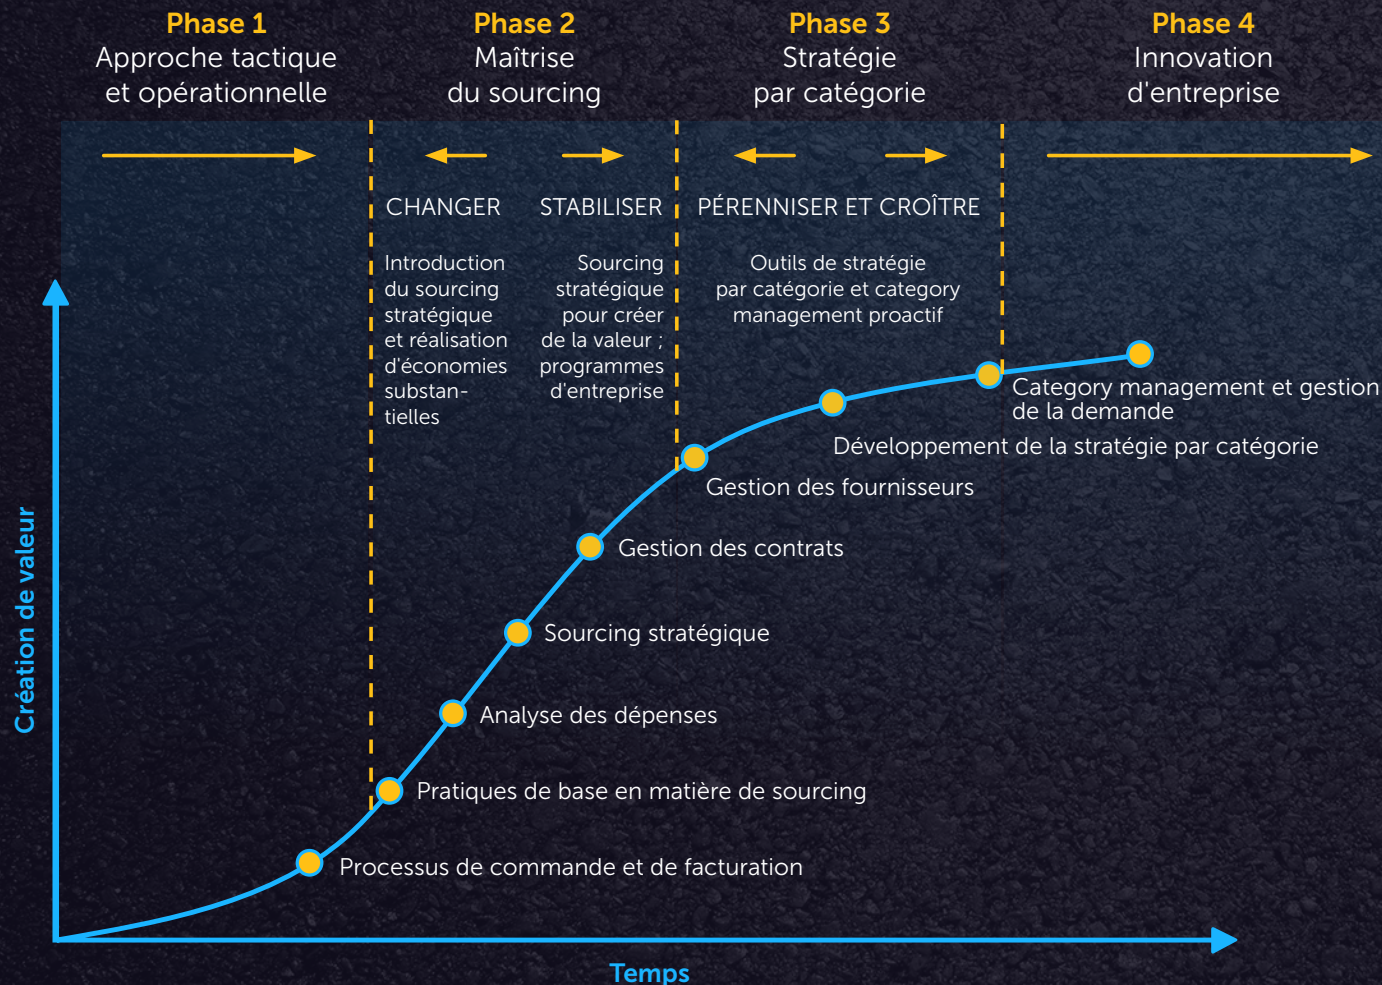 Phase 1
Approche tactique
et opérationnelle
Phase 2
Maîtrise
du sourcing
Phase 3
Stratégie
par catégorie
Phase 4
Innovation
d'entreprise
CHANGER
STABILISER
PÉRENNISER ET CROÎTRE
Introduction
du sourcing
stratégique
et réalisation
d'économies
substan-
tielles
Sourcing
stratégique
pour créer
de la valeur ;
programmes
d'entreprise
Outils de stratégie
par catégorie et category
management proactif
Category management et gestion
de la demande
Développement de la stratégie par catégorie
Gestion des fournisseurs
Gestion des contrats
Sourcing stratégique
Analyse des dépenses
Pratiques de base en matière de sourcing
Processus de commande et de facturation
Création de valeur
Temps